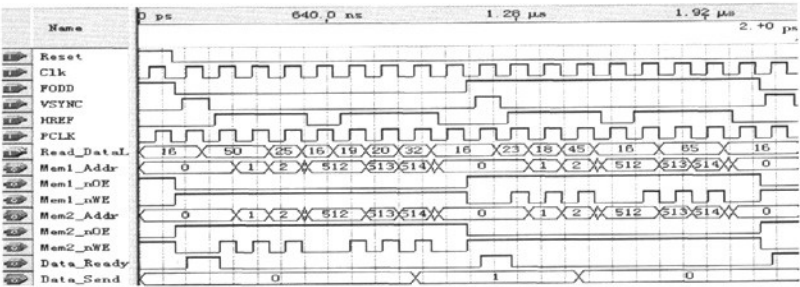 0 ps 640.0 ns 1.28 μs 1.92 μs
Name 2. +0 ps
Reset
Clk
FODD
VSYNC
HREF
PCLK
Read_DataL 16 50 25 16 19 20 32 16 23 18 45 16 65 16
Mem1_Addr 0 1 2 512 513 514 0 1 2 512 513 514 0
Mem1_nOE
Mem1_nWE
Mem2_Addr 0 1 2 512 513 514 0 1 2 512 513 514 0
Mem2_nOE
Mem2_nWE
Data_Ready
Data_Send 0 1 0